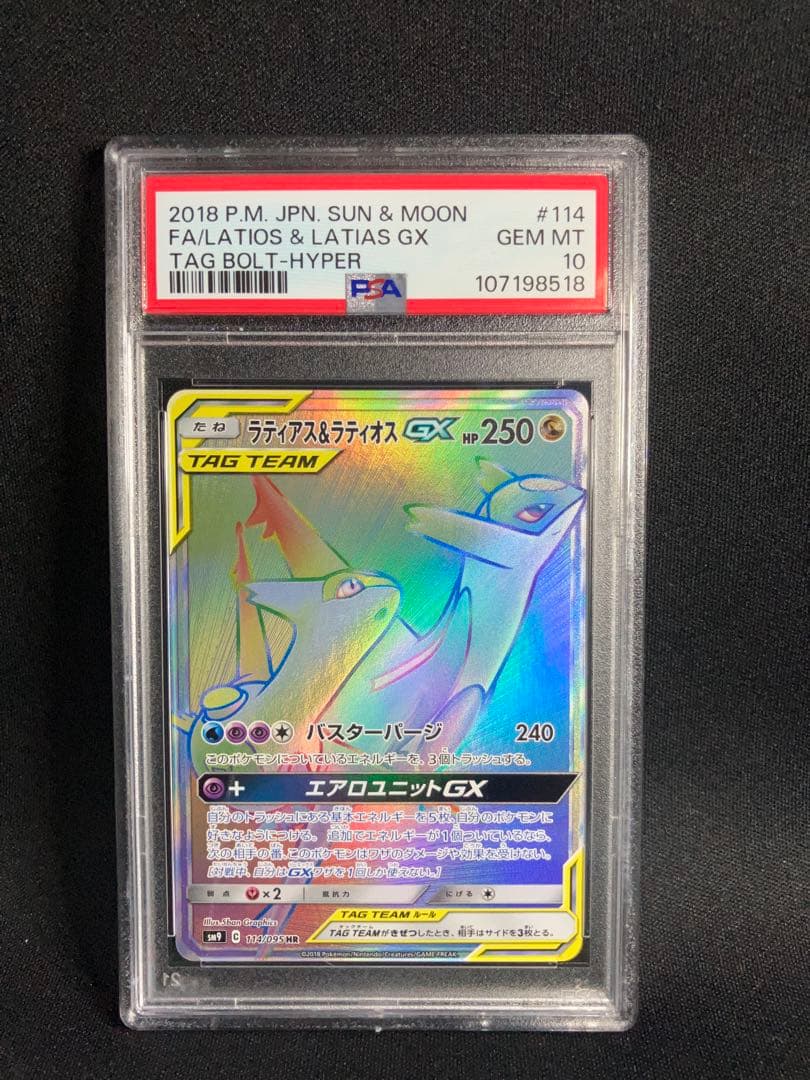 2018 P.M. JPN. SUN & MOON #114
FA/LATIOS & LATIAS GX GEM MT
TAG BOLT-HYPER 10
PSA 107198518
たね ラティアス&ラティオスGX HP250
TAG TEAM
バスターパージ 240
このポケモンについているエネルギーを、3個トラッシュする。
+ エアロユニットGX
自分のトラッシュにある基本エネルギーを5枚、自分のポケモンに
好きなようにつける。追加でエネルギーが1個ついているなら、
次の相手の番、このポケモンはワザのダメージや効果を受けない。
[対戦中、自分はGXワザを1回しか使えない。]
弱点 ×2 抵抗力 にげる
Illus. 5ban Graphics
TAG TEAM ルール
SM9 C 114/095 HR
TAG TEAMがきぜつしたとき、相手はサイドを3枚とる。
©2018 Pokémon/Nintendo/Creatures/GAME FREAK.